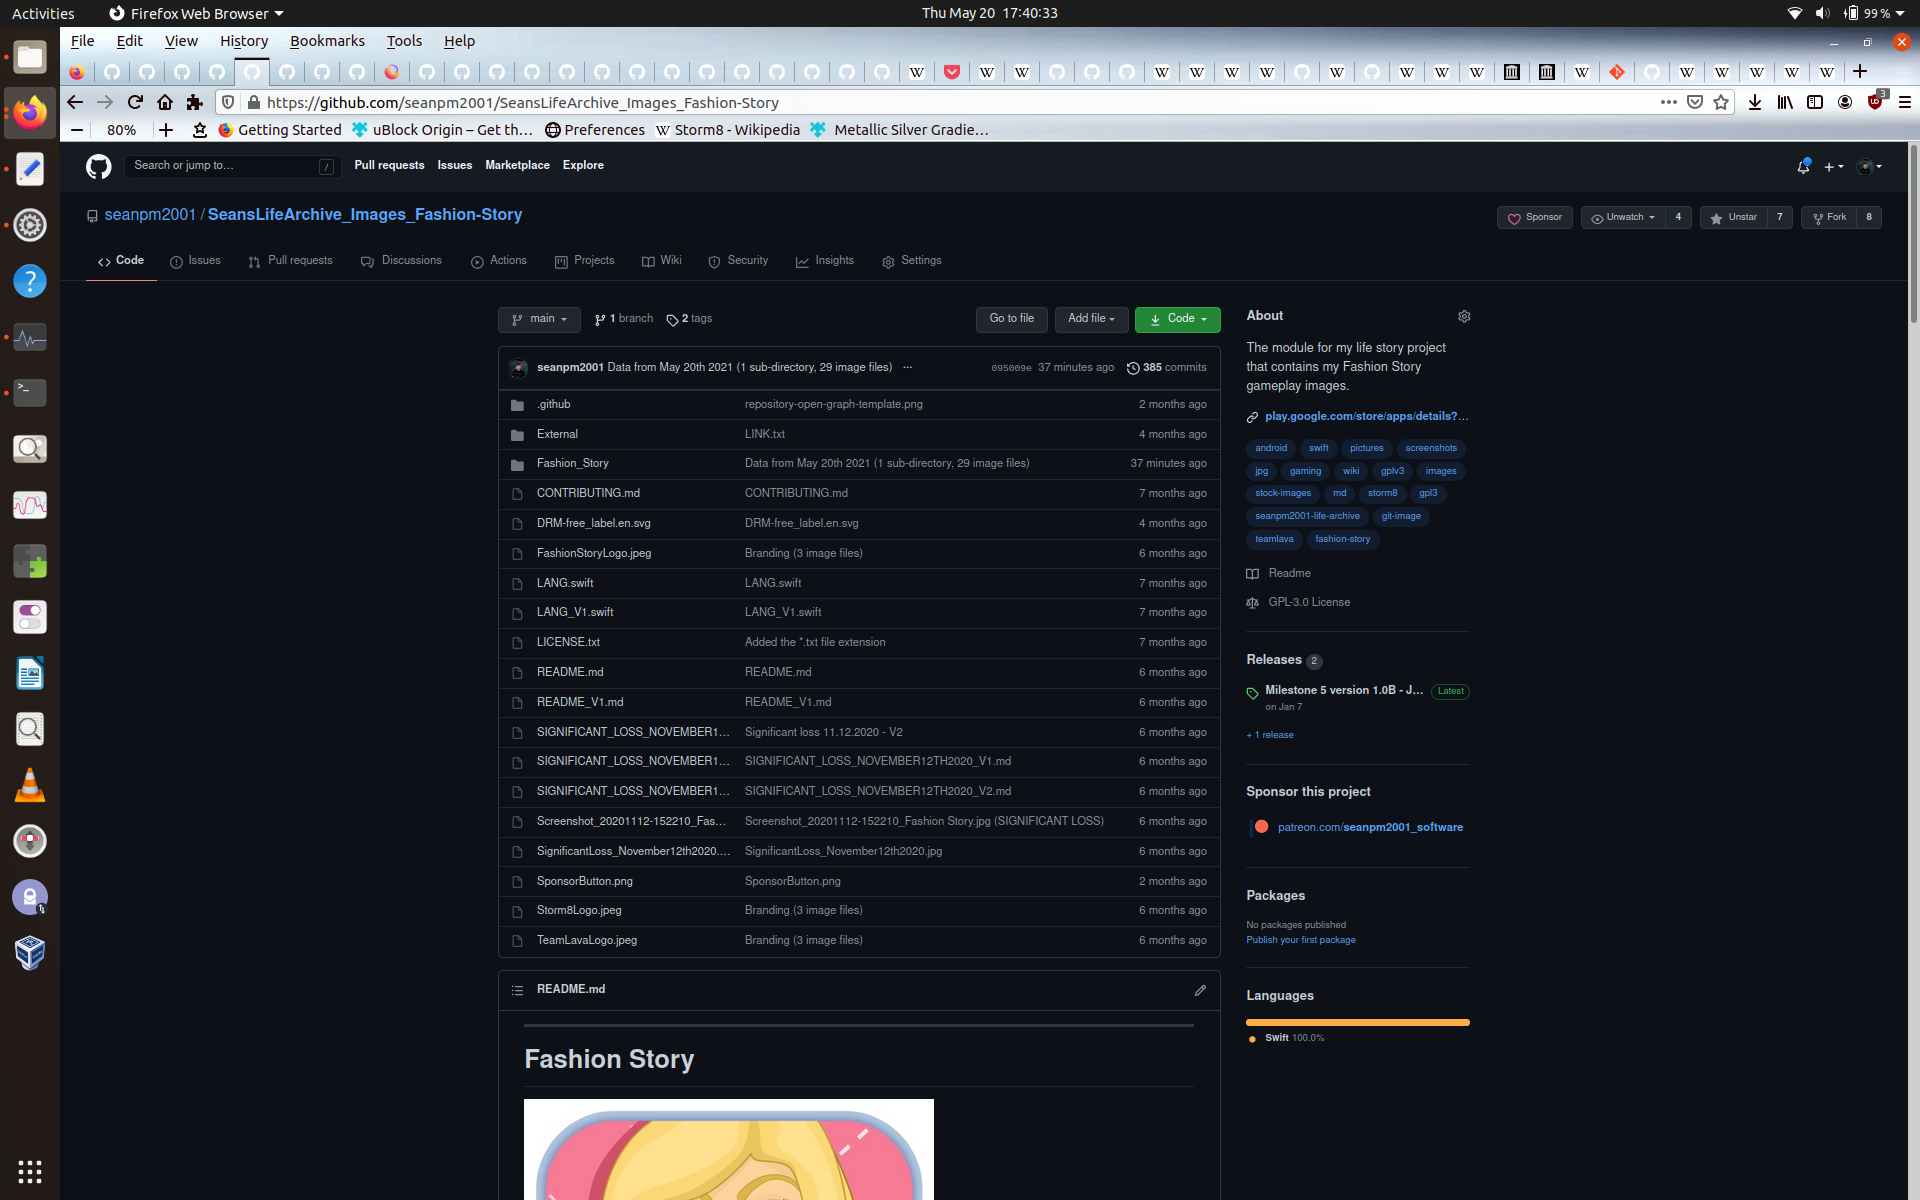 Activities
Firefox Web Browser
Thu May 20 17:40:33
99 %
File Edit View History Bookmarks Tools Help
https://github.com/seanpm2001/SeansLifeArchive_Images_Fashion-Story
3
80%
Getting Started
uBlock Origin – Get th…
Preferences
Storm8 - Wikipedia
Metallic Silver Gradie…
Search or jump to…
/
Pull requests Issues Marketplace Explore
seanpm2001 / SeansLifeArchive_Images_Fashion-Story
Sponsor
Unwatch 4
Unstar 7
Fork 8
Code Issues Pull requests Discussions Actions Projects Wiki Security Insights Settings
main
1 branch
2 tags
Go to file
Add file
Code
seanpm2001 Data from May 20th 2021 (1 sub-directory, 29 image files) ...
095009e 37 minutes ago 385 commits
.github repository-open-graph-template.png 2 months ago
External LINK.txt 4 months ago
Fashion_Story Data from May 20th 2021 (1 sub-directory, 29 image files) 37 minutes ago
CONTRIBUTING.md CONTRIBUTING.md 7 months ago
DRM-free_label.en.svg DRM-free_label.en.svg 4 months ago
FashionStoryLogo.jpeg Branding (3 image files) 6 months ago
LANG.swift LANG.swift 7 months ago
LANG_V1.swift LANG_V1.swift 7 months ago
LICENSE.txt Added the *.txt file extension 7 months ago
README.md README.md 6 months ago
README_V1.md README_V1.md 6 months ago
SIGNIFICANT_LOSS_NOVEMBER1… Significant loss 11.12.2020 - V2 6 months ago
SIGNIFICANT_LOSS_NOVEMBER1… SIGNIFICANT_LOSS_NOVEMBER12TH2020_V1.md 6 months ago
SIGNIFICANT_LOSS_NOVEMBER1… SIGNIFICANT_LOSS_NOVEMBER12TH2020_V2.md 6 months ago
Screenshot_20201112-152210_Fas… Screenshot_20201112-152210_Fashion Story.jpg (SIGNIFICANT LOSS) 6 months ago
SignificantLoss_November12th2020.… SignificantLoss_November12th2020.jpg 6 months ago
SponsorButton.png SponsorButton.png 2 months ago
Storm8Logo.jpeg Branding (3 image files) 6 months ago
TeamLavaLogo.jpeg Branding (3 image files) 6 months ago
README.md
Fashion Story
About
The module for my life story project
that contains my Fashion Story
gameplay images.
play.google.com/store/apps/details?…
android swift pictures screenshots
jpg gaming wiki gplv3 images
stock-images md storm8 gpl3
seanpm2001-life-archive git-image
teamlava fashion-story
Readme
GPL-3.0 License
Releases 2
Milestone 5 version 1.0B - J… Latest
on Jan 7
+ 1 release
Sponsor this project
patreon.com/seanpm2001_software
Packages
No packages published
Publish your first package
Languages
Swift 100.0%